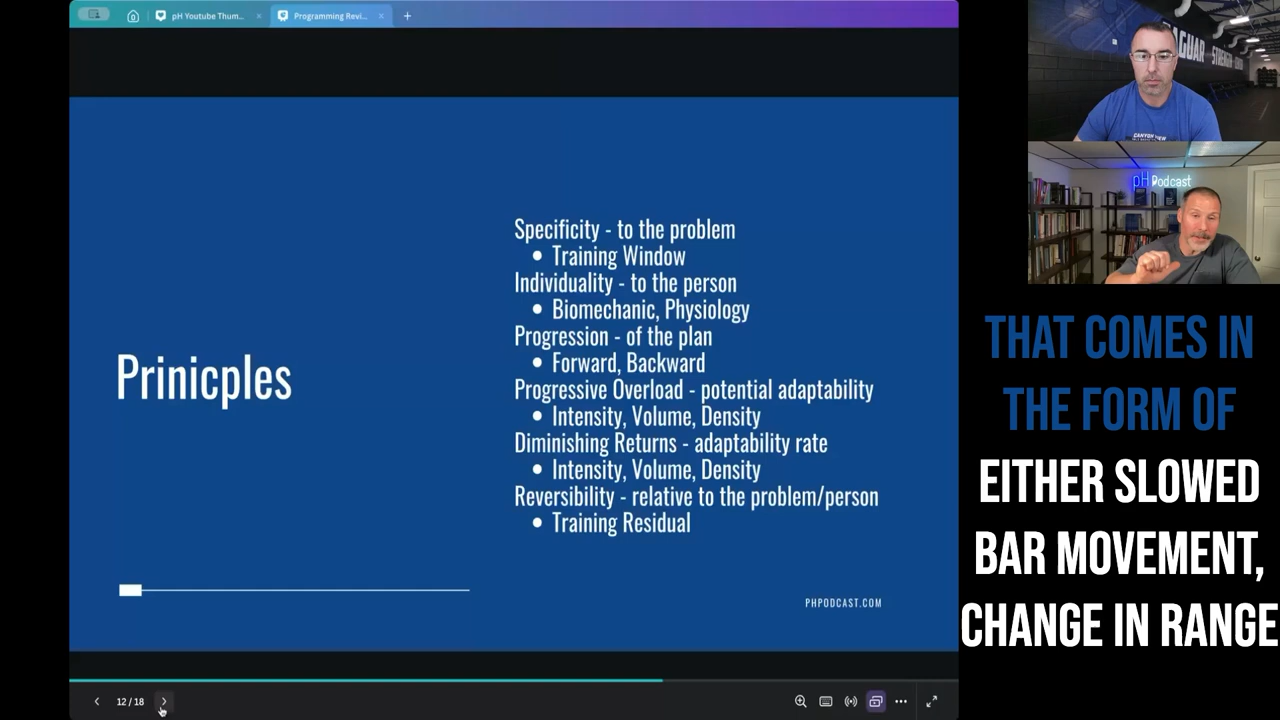 pH Youtube Thum...
Programming Revi...
Prinicples
Specificity - to the problem
• Training Window
Individuality - to the person
• Biomechanic, Physiology
Progression - of the plan
• Forward, Backward
Progressive Overload - potential adaptability
• Intensity, Volume, Density
Diminishing Returns - adaptability rate
• Intensity, Volume, Density
Reversibility - relative to the problem/person
• Training Residual
PHPODCAST.COM
12 / 18
STRENGTH
CANYON VIEW
pH Podcast
THAT COMES IN
THE FORM OF
EITHER SLOWED
BAR MOVEMENT,
CHANGE IN RANGE